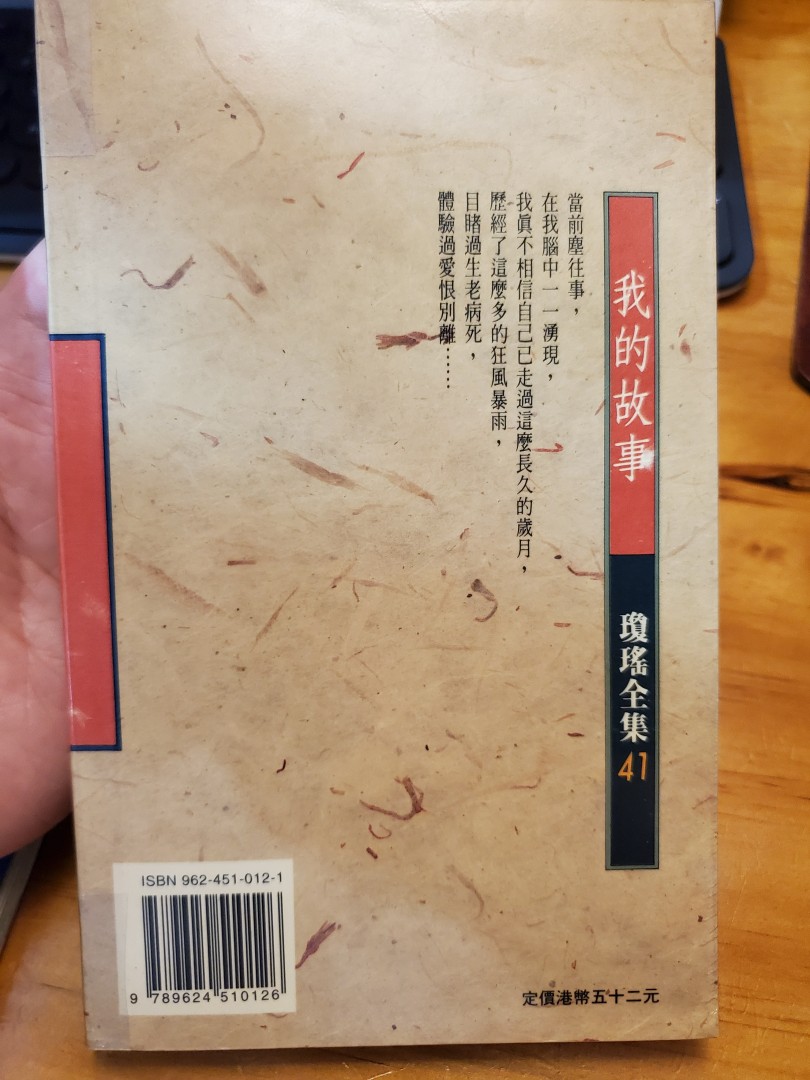 我的故事
瓊瑤全集41
當前塵往事，
在我腦中一一湧現，
我眞不相信自己已走過這麼長久的歲月，
歷經了這麼多的狂風暴雨，
目睹過生老病死，
體驗過愛恨別離……
ISBN 962-451-012-1
9 789624 510126
定價港幣五十二元